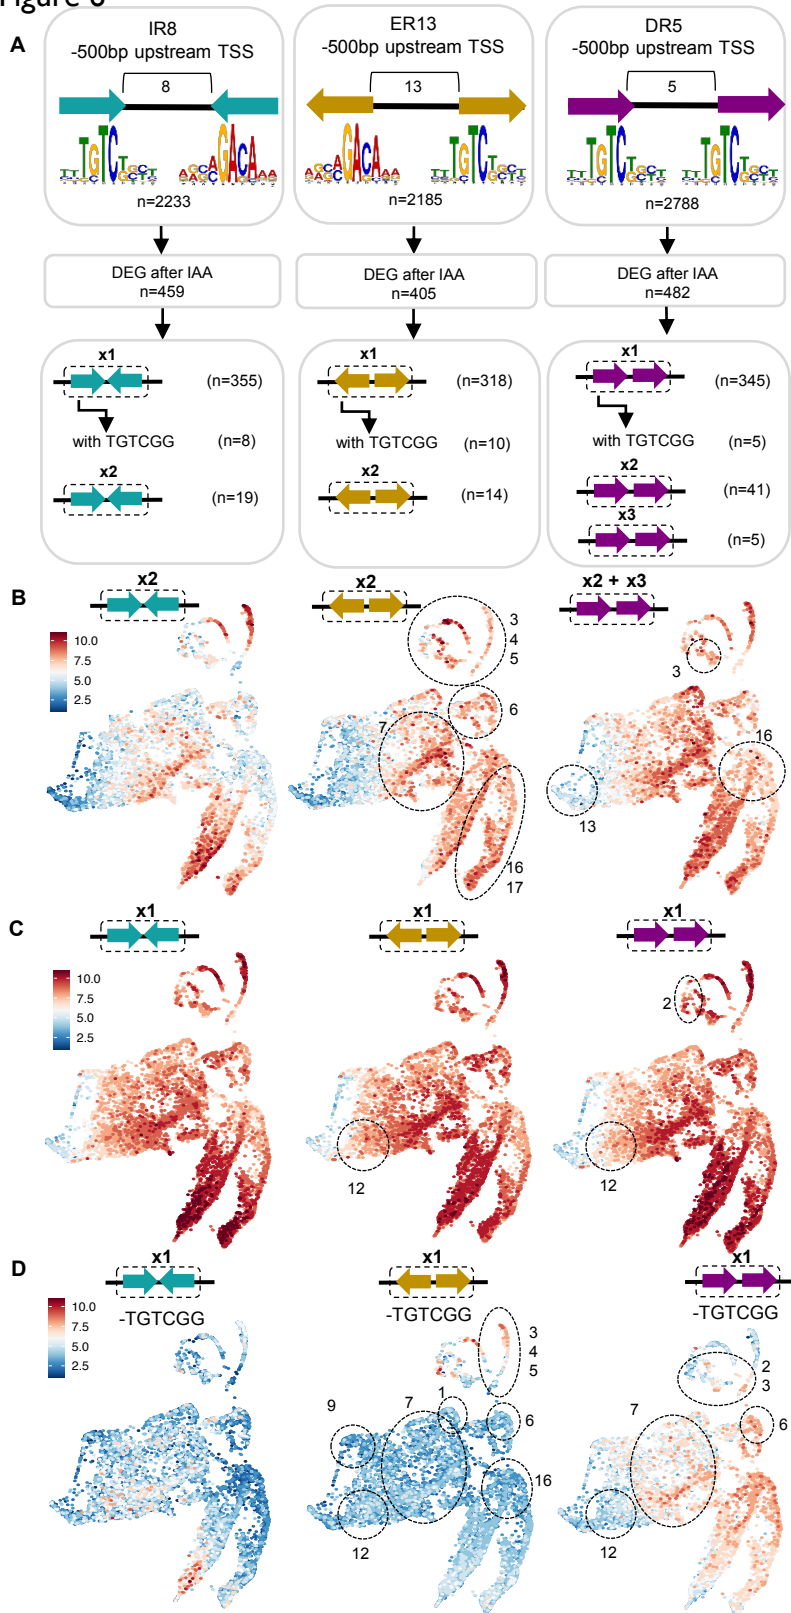 Figure 6
A
IR8
-500bp upstream TSS
8
n=2233
ER13
-500bp upstream TSS
13
n=2185
DR5
-500bp upstream TSS
5
n=2788
DEG after IAA
n=459
DEG after IAA
n=405
DEG after IAA
n=482
x1
(n=355)
with TGTCGG
(n=8)
x2
(n=19)
x1
(n=318)
with TGTCGG
(n=10)
x2
(n=14)
x1
(n=345)
with TGTCGG
(n=5)
x2
(n=41)
x3
(n=5)
B
x2
x2
x2 + x3
10.0
7.5
5.0
2.5
3
4
5
6
7
16
17
3
16
13
C
x1
x1
x1
10.0
7.5
5.0
2.5
12
2
12
D
x1
-TGTCGG
x1
-TGTCGG
x1
-TGTCGG
10.0
7.5
5.0
2.5
3
4
5
1
9
7
6
16
12
2
3
7
6
12